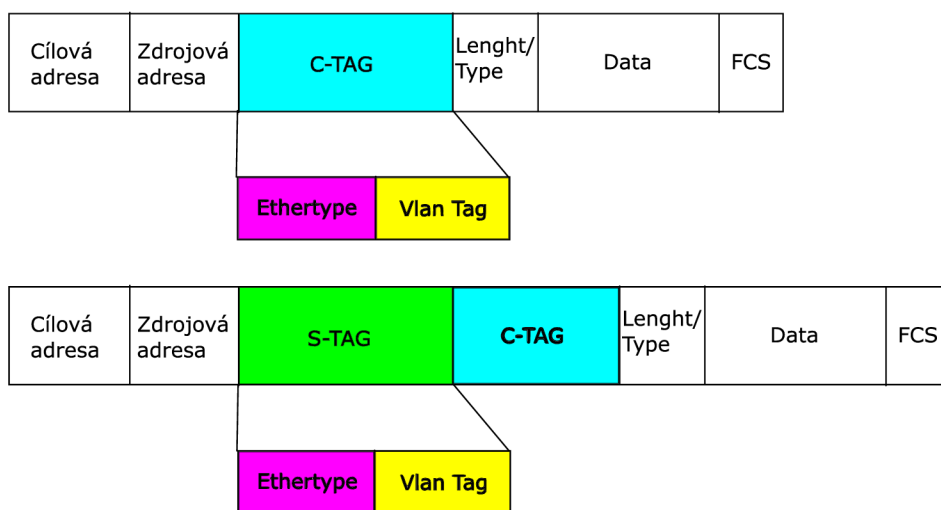 Cílová
adresa
Zdrojová
adresa
C-TAG
Lenght/
Type
Data
FCS
Ethertype
Vlan Tag
Cílová
adresa
Zdrojová
adresa
S-TAG
C-TAG
Lenght/
Type
Data
FCS
Ethertype
Vlan Tag